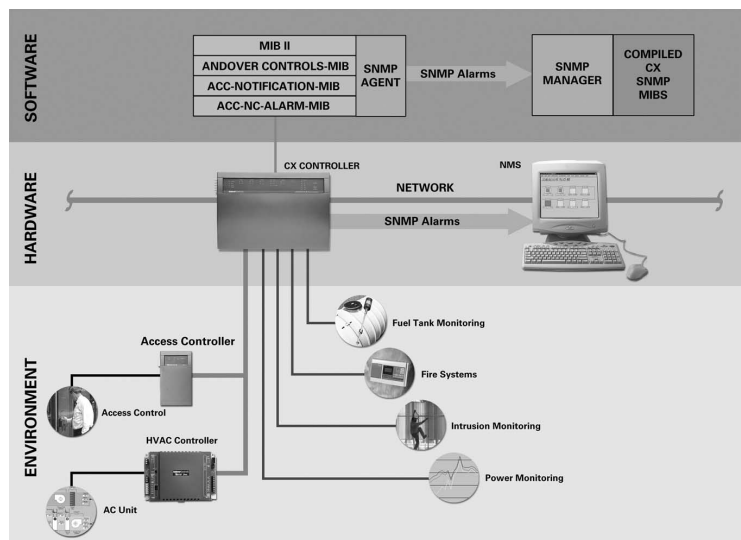 SOFTWARE
MIB II
ANDOVER CONTROLS-MIB
ACC-NOTIFICATION-MIB
ACC-NC-ALARM-MIB
SNMP
AGENT
SNMP Alarms
SNMP
MANAGER
COMPILED
CX
SNMP
MIBS
HARDWARE
CX CONTROLLER
NMS
NETWORK
SNMP Alarms
ENVIRONMENT
Fuel Tank Monitoring
Access Controller
Fire Systems
Access Control
Intrusion Monitoring
HVAC Controller
Power Monitoring
AC Unit